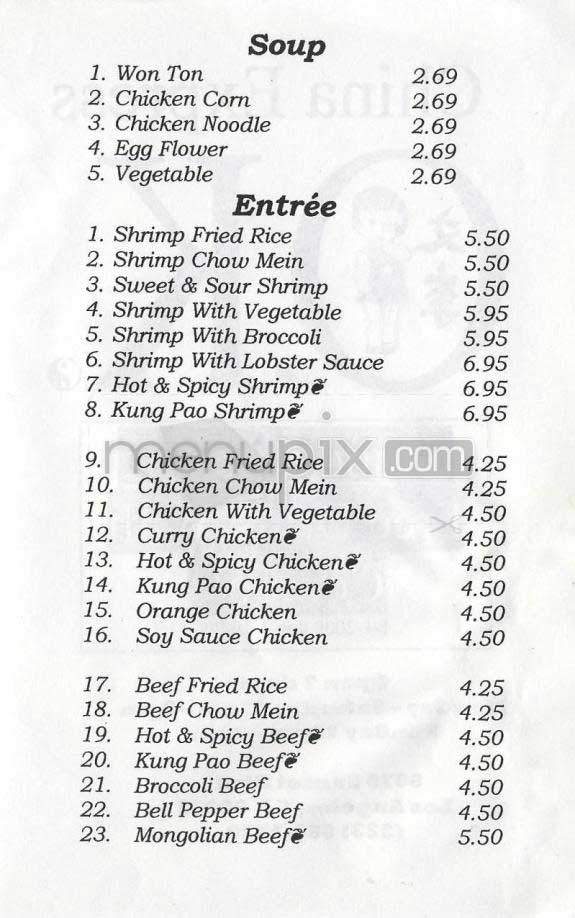 Soup
1. Won Ton 2.69
2. Chicken Corn 2.69
3. Chicken Noodle 2.69
4. Egg Flower 2.69
5. Vegetable 2.69
Entrée
1. Shrimp Fried Rice 5.50
2. Shrimp Chow Mein 5.50
3. Sweet & Sour Shrimp 5.50
4. Shrimp With Vegetable 5.95
5. Shrimp With Broccoli 5.95
6. Shrimp With Lobster Sauce 6.95
7. Hot & Spicy Shrimp 6.95
8. Kung Pao Shrimp 6.95
menupix.com
9. Chicken Fried Rice 4.25
10. Chicken Chow Mein 4.25
11. Chicken With Vegetable 4.50
12. Curry Chicken 4.50
13. Hot & Spicy Chicken 4.50
14. Kung Pao Chicken 4.50
15. Orange Chicken 4.50
16. Soy Sauce Chicken 4.50
17. Beef Fried Rice 4.25
18. Beef Chow Mein 4.25
19. Hot & Spicy Beef 4.50
20. Kung Pao Beef 4.50
21. Broccoli Beef 4.50
22. Bell Pepper Beef 4.50
23. Mongolian Beef 5.50